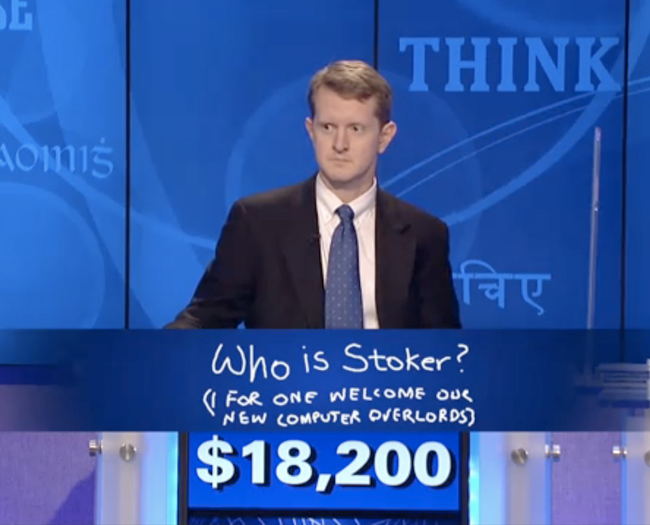 THINK
चिए
Who is Stoker?
(I FOR ONE WELCOME OUR
NEW COMPUTER OVERLORDS)
$18,200